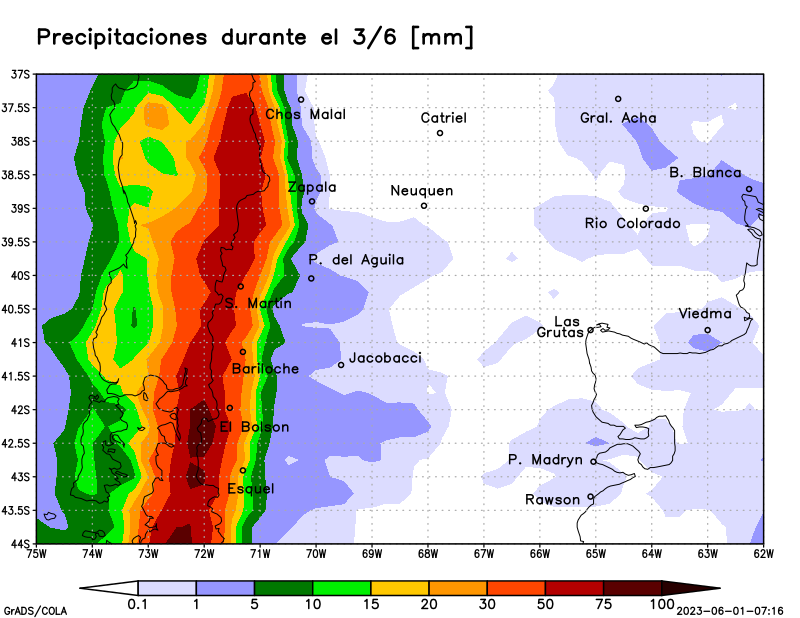 Precipitaciones durante el 3/6 [mm]
37S
37.5S
Chos Malal
Catriel
Gral. Acha
38S
38.5S
B. Blanca
Zapala
Neuquen
39S
Rio Colorado
39.5S
P. del Aguila
40S
S. Martin
40.5S
Las
Grutas
Viedma
41S
Jacobacci
Bariloche
41.5S
42S
El Bolson
42.5S
P. Madryn
43S
Esquel
Rawson
43.5S
44S
75W 74W 73W 72W 71W 70W 69W 68W 67W 66W 65W 64W 63W 62W
0.1 1 5 10 15 20 30 50 75 100
GrADS/COLA
2023-06-01-07:16